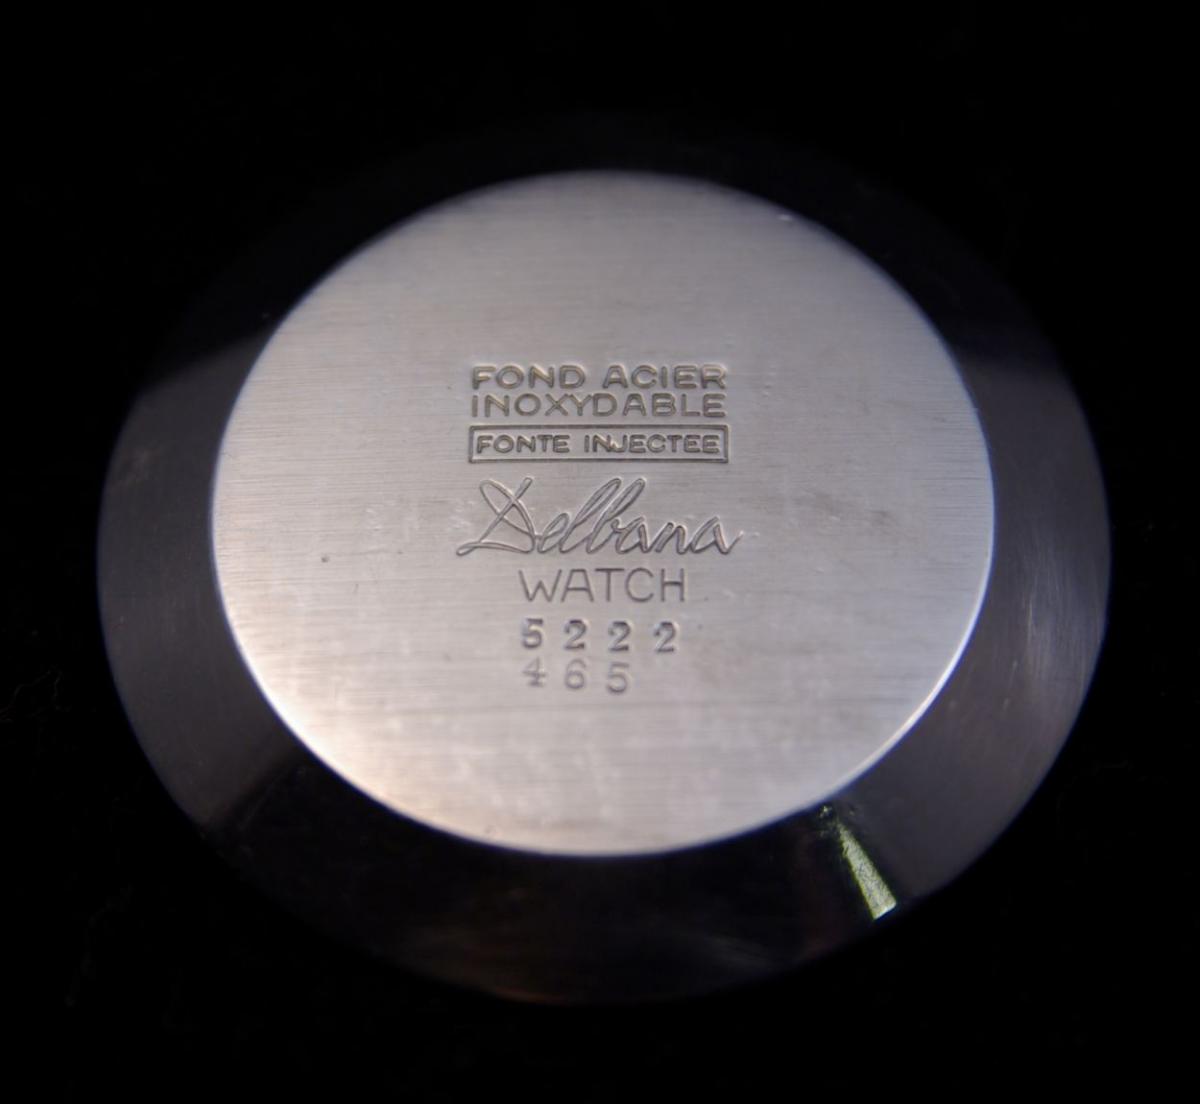 FOND ACIER
INOXYDABLE
FONTE INJECTEE
Delbana
WATCH
5222
465